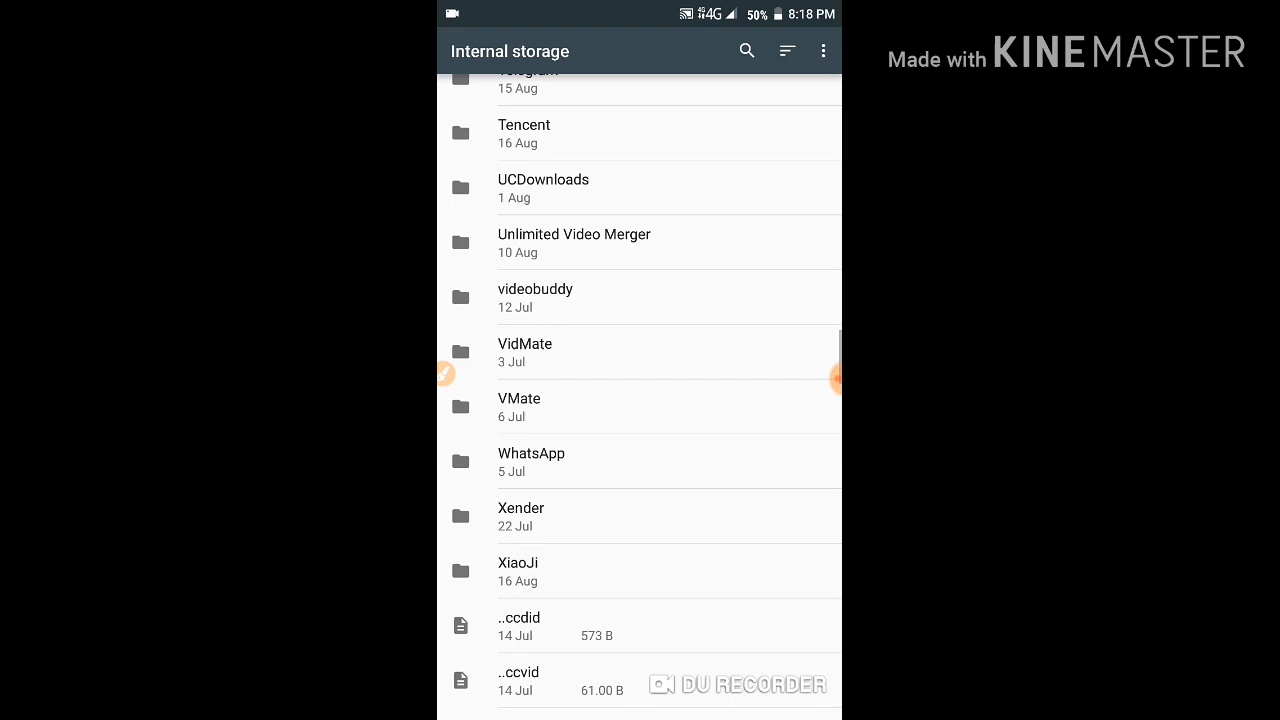 4G 50% 8:18 PM
Internal storage
Made with KINEMASTER
Telegram
15 Aug
Tencent
16 Aug
UCDownloads
1 Aug
Unlimited Video Merger
10 Aug
videobuddy
12 Jul
VidMate
3 Jul
VMate
6 Jul
WhatsApp
5 Jul
Xender
22 Jul
XiaoJi
16 Aug
..ccdid
14 Jul 573 B
..ccvid
14 Jul 61.00 B
DU RECORDER